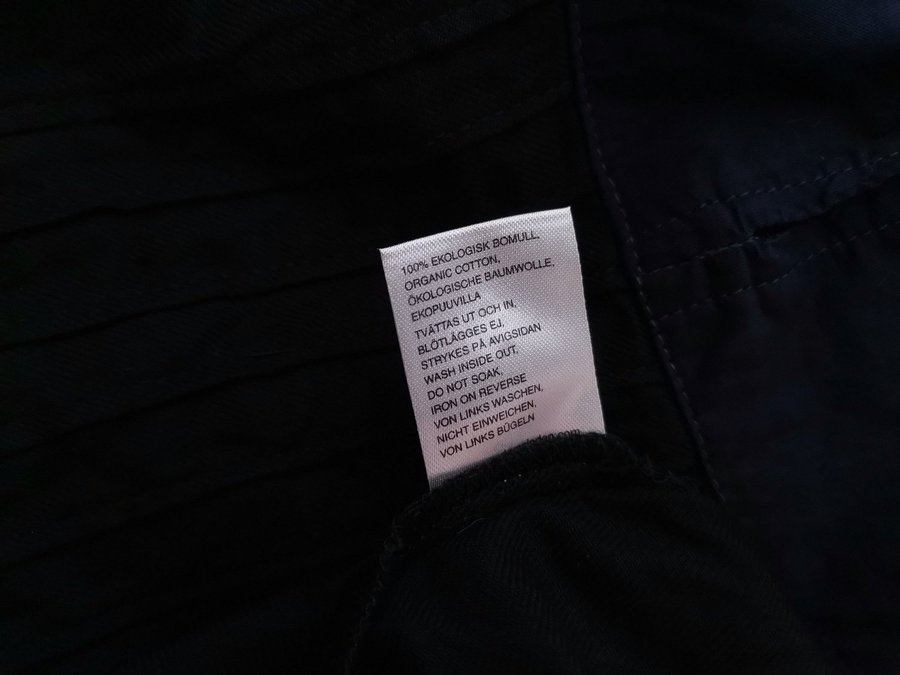 100% EKOLOGISK BOMULL,
ORGANIC COTTON,
ÖKOLOGISCHE BAUMWOLLE,
EKOPUUVILLA
TVÄTTAS UT OCH IN,
BLÖTLÄGGES EJ,
STRYKES PÅ AVIGSIDAN
WASH INSIDE OUT,
DO NOT SOAK,
IRON ON REVERSE
VON LINKS WASCHEN,
NICHT EINWEICHEN,
VON LINKS BÜGELN